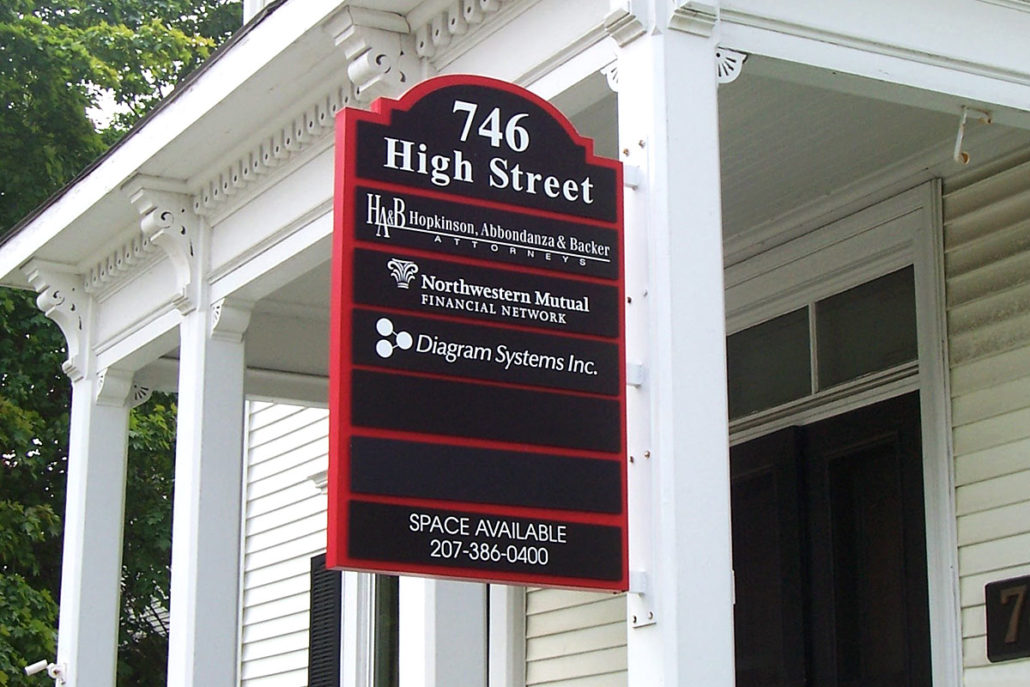 746
High Street
HA&B Hopkinson, Abbondanza & Backer
ATTORNEYS
Northwestern Mutual
FINANCIAL NETWORK
Diagram Systems Inc.
SPACE AVAILABLE
207-386-0400
7